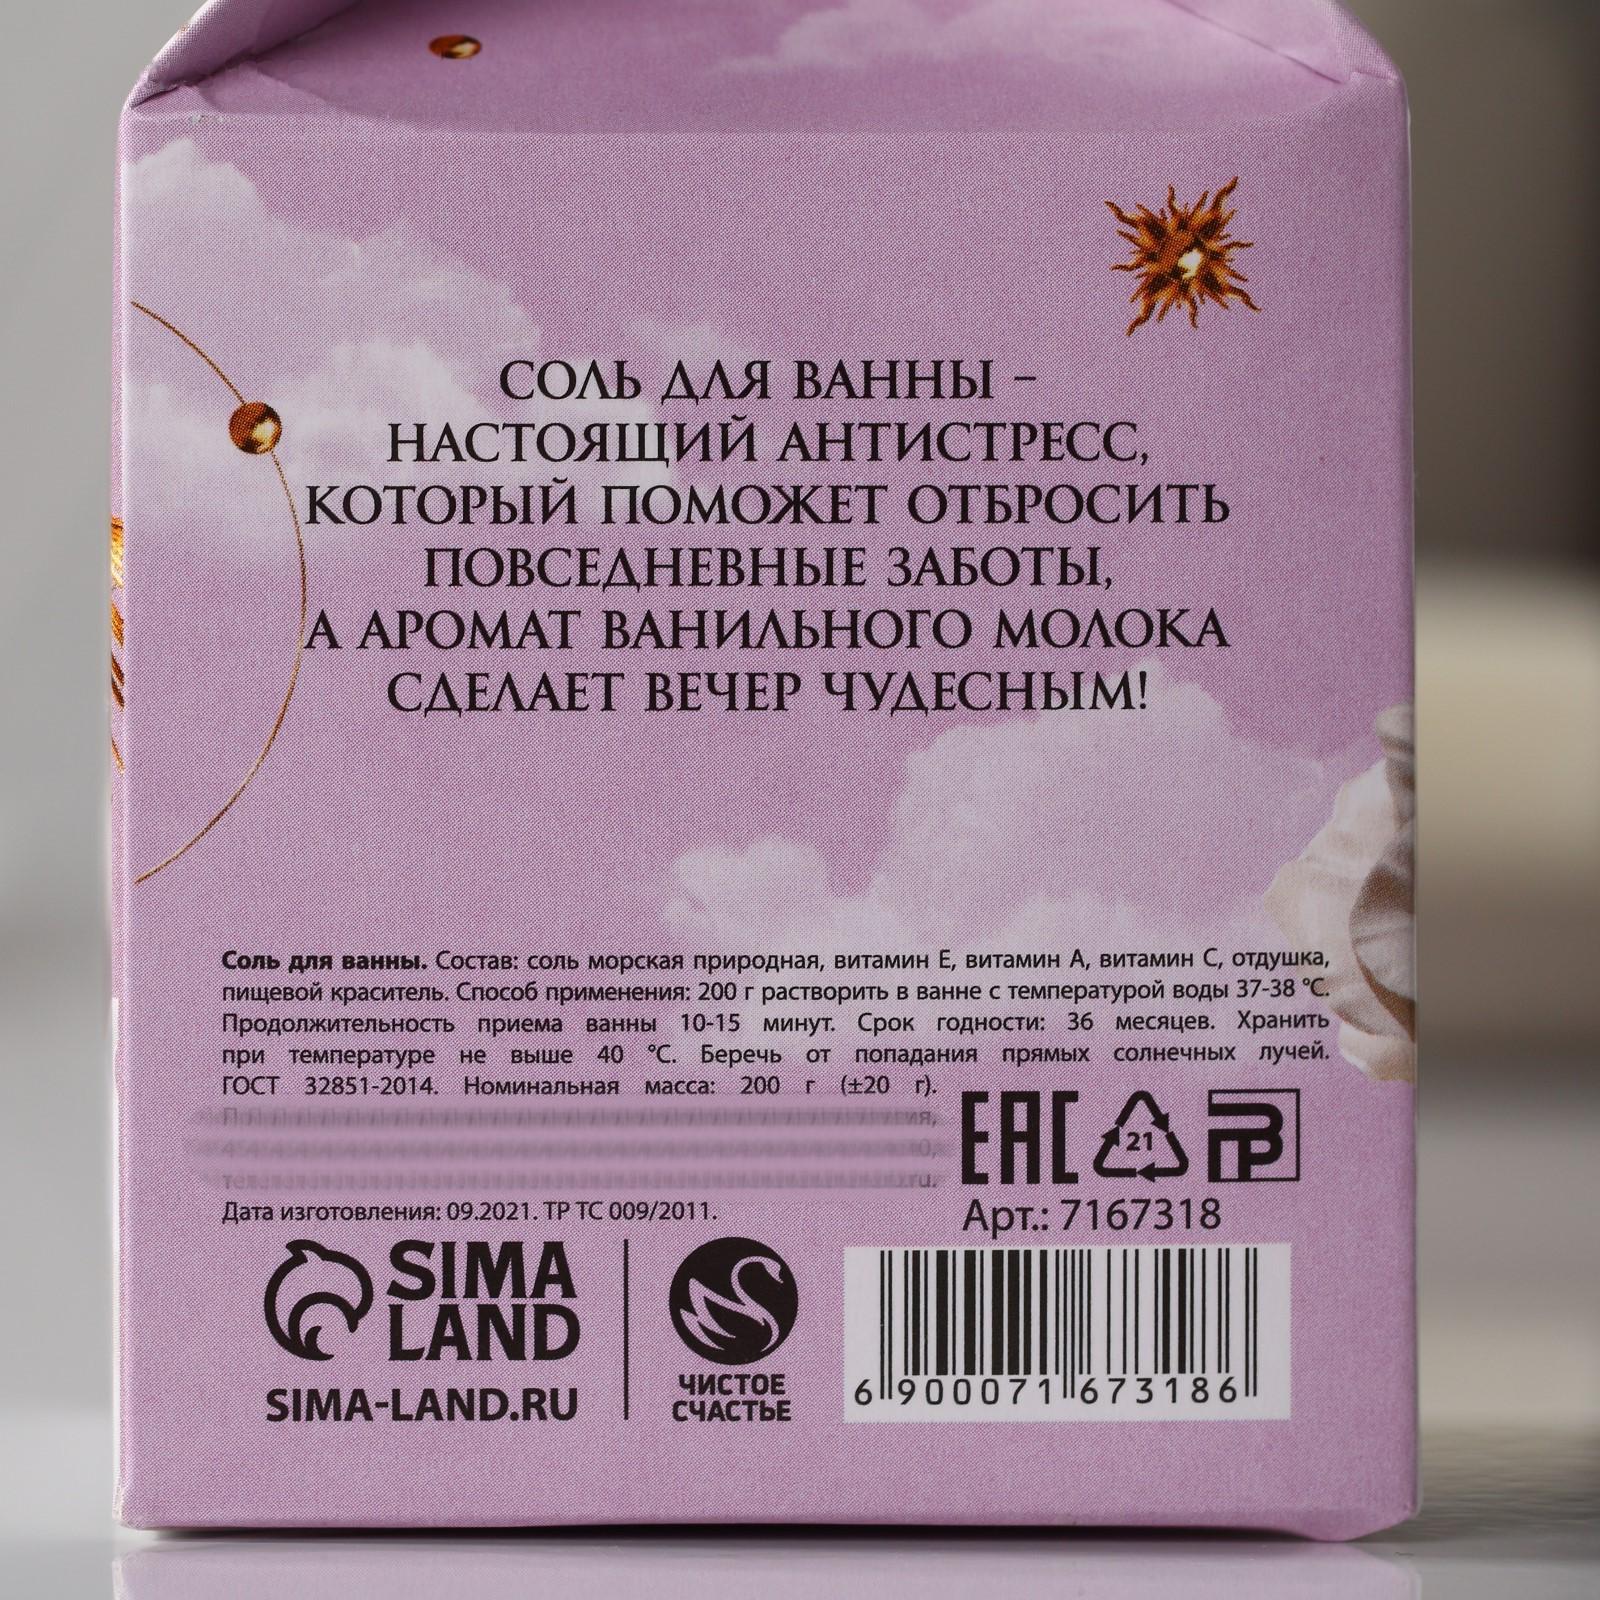 СОЛЬ ДЛЯ ВАННЫ –
НАСТОЯЩИЙ АНТИСТРЕСС,
КОТОРЫЙ ПОМОЖЕТ ОТБРОСИТЬ
ПОВСЕДНЕВНЫЕ ЗАБОТЫ,
А АРОМАТ ВАНИЛЬНОГО МОЛОКА
СДЕЛАЕТ ВЕЧЕР ЧУДЕСНЫМ!
Соль для ванны. Состав: соль морская природная, витамин Е, витамин А, витамин С, отдушка,
пищевой краситель. Способ применения: 200 г растворить в ванне с температурой воды 37-38 °С.
Продолжительность приема ванны 10-15 минут. Срок годности: 36 месяцев. Хранить
при температуре не выше 40 °С. Беречь от попадания прямых солнечных лучей.
ГОСТ 32851-2014. Номинальная масса: 200 г (±20 г).
Дата изготовления: 09.2021. ТР ТС 009/2011.
EAC
21
Арт.: 7167318
SIMA
LAND
SIMA-LAND.RU
ЧИСТОЕ
СЧАСТЬЕ
6 900071 673186